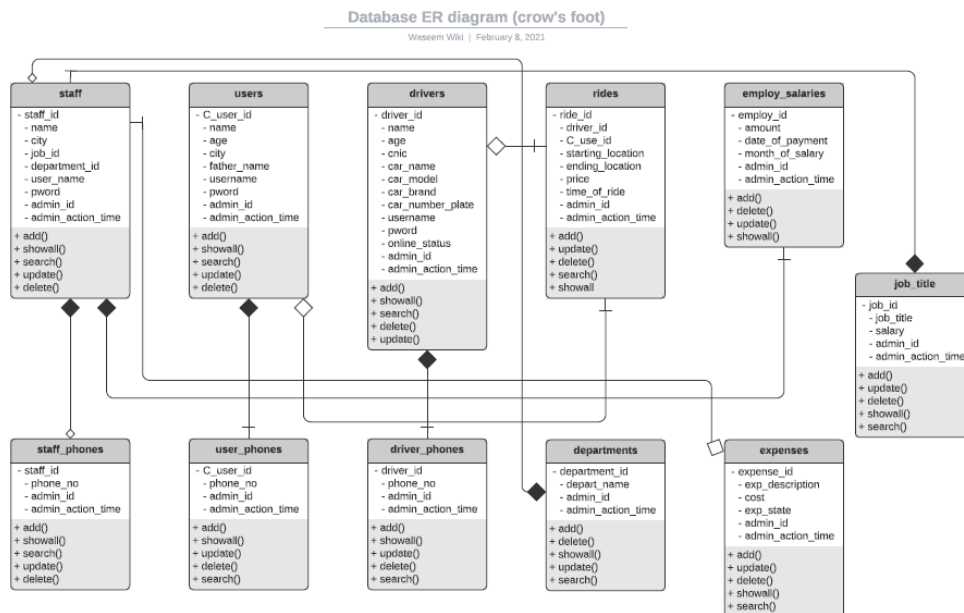 Database ER diagram (crow's foot)
Waseem Wiki | February 8, 2021
staff
- staff_id
- name
- city
- job_id
- department_id
- user_name
- pword
- admin_id
- admin_action_time
+ add()
+ showall()
+ search()
+ update()
+ delete()
users
- C_user_id
- name
- age
- city
- father_name
- username
- pword
- admin_id
- admin_action_time
+ add()
+ showall()
+ search()
+ update()
+ delete()
drivers
- driver_id
- name
- age
- cnic
- car_name
- car_model
- car_brand
- car_number_plate
- username
- pword
- online_status
- admin_id
- admin_action_time
+ add()
+ showall()
+ search()
+ delete()
+ update()
rides
- ride_id
- driver_id
- C_use_id
- starting_location
- ending_location
- price
- time_of_ride
- admin_id
- admin_action_time
+ add()
+ update()
+ delete()
+ search()
+ showall
employ_salaries
- employ_id
- amount
- date_of_payment
- month_of_salary
- admin_id
- admin_action_time
+ add()
+ delete()
+ update()
+ showall()
job_title
- job_id
- job_title
- salary
- admin_id
- admin_action_time
+ add()
+ update()
+ delete()
+ showall()
+ search()
staff_phones
- staff_id
- phone_no
- admin_id
- admin_action_time
+ add()
+ showall()
+ search()
+ update()
+ delete()
user_phones
- C_user_id
- phone_no
- admin_id
- admin_action_time
+ add()
+ showall()
+ update()
+ delete()
+ search()
driver_phones
- driver_id
- phone_no
- admin_id
- admin_action_time
+ add()
+ showall()
+ update()
+ delete()
+ search()
departments
- department_id
- depart_name
- admin_id
- admin_action_time
+ add()
+ delete()
+ showall()
+ update()
+ search()
expenses
- expense_id
- exp_description
- cost
- exp_state
- admin_id
- admin_action_time
+ add()
+ update()
+ delete()
+ showall()
+ search()